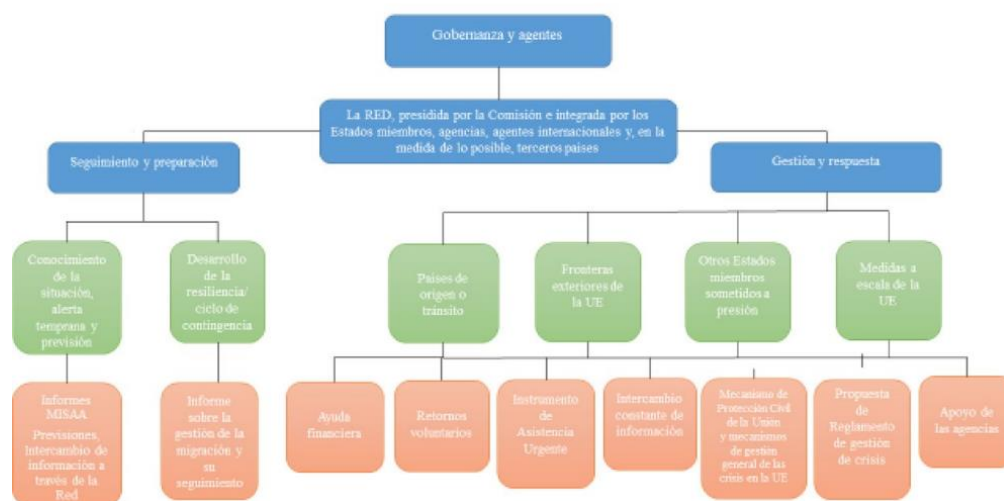 Gobernanza y agentes
La RED, presidida por la Comisión e integrada por los
Estados miembros, agencias, agentes internacionales y, en la
medida de lo posible, terceros países
Seguimiento y preparación
Gestión y respuesta
Conocimiento
de la
situación,
alerta
temprana y
previsión
Desarrollo
de la
resiliencia/
ciclo de
contingencia
Países de
origen o
tránsito
Fronteras
exteriores de
la UE
Otros Estados
miembros
sometidos a
presión
Medidas a
escala de la
UE
Informes
MISAA
Previsiones,
Intercambio de
información a
través de la
Red
Informe
sobre la
gestión de la
migración y
su
seguimiento
Ayuda
financiera
Retornos
voluntarios
Instrumento
de
Asistencia
Urgente
Intercambio
constante de
información
Mecanismo de
Protección Civil
de la Unión
y mecanismos
de gestión
general de las
crisis en la UE
Propuesta
de
Reglamento
de gestión
de crisis
Apoyo de
las agencias